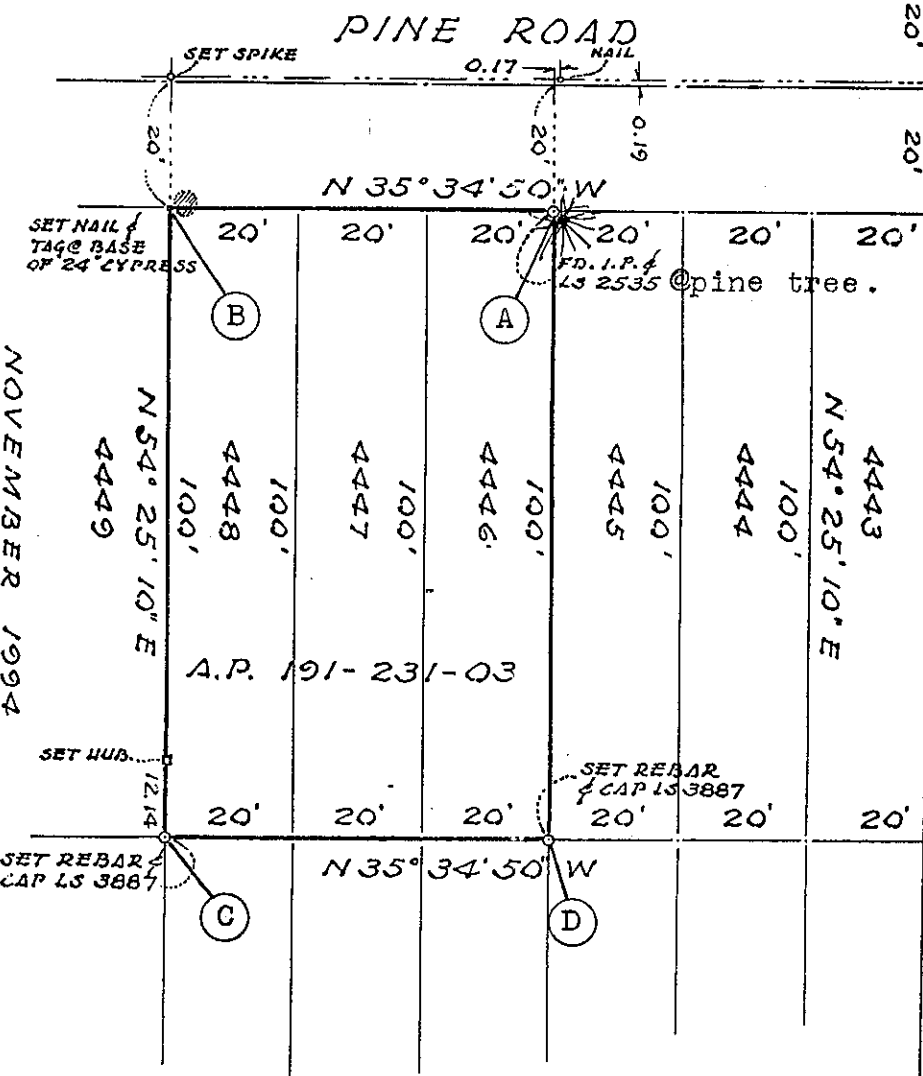 PINE ROAD
20'
SET SPIKE
0.17
NAIL
20'
20'
0.19
20'
N 35° 34' 50" W
SET NAIL &
TAG @ BASE
OF 24" CYPRESS
20'
20'
20'
20'
20'
20'
FD. I.P. &
LS 2535 @pine tree.
B
A
NOVEMBER 1994
4449
N 54° 25' 10" E
100'
4448
100'
4447
100'
4446
100'
4445
100'
4444
100'
4443
N 54° 25' 10" E
A.P. 191-231-03
SET HUB
12.14
SET REBAR
& CAP LS 3887
20'
20'
20'
20'
20'
20'
SET REBAR &
CAP LS 3887
N 35° 34' 50" W
C
D